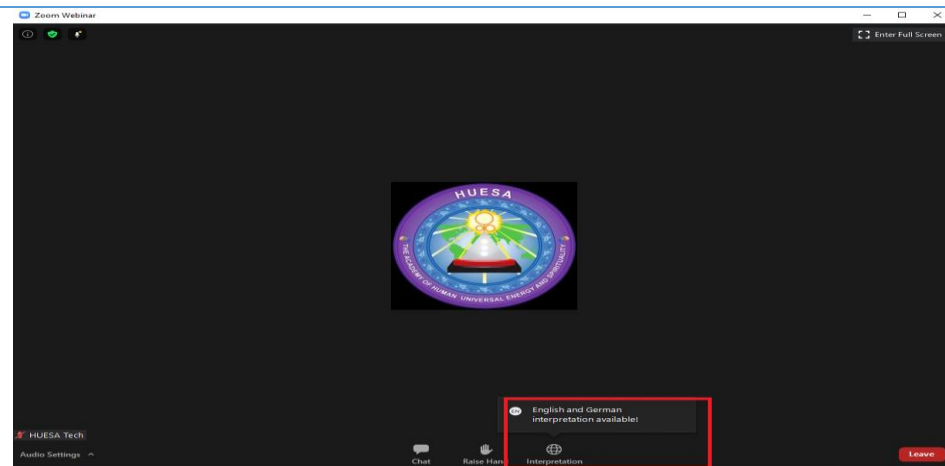 Zoom Webinar
Enter Full Screen
HUESA
THE ACADEMY OF HUMAN UNIVERSAL ENERGY AND SPIRITUALITY
EN
English and German
interpretation available!
HUESA Tech
Audio Settings
Chat
Raise Hand
Interpretation
Leave